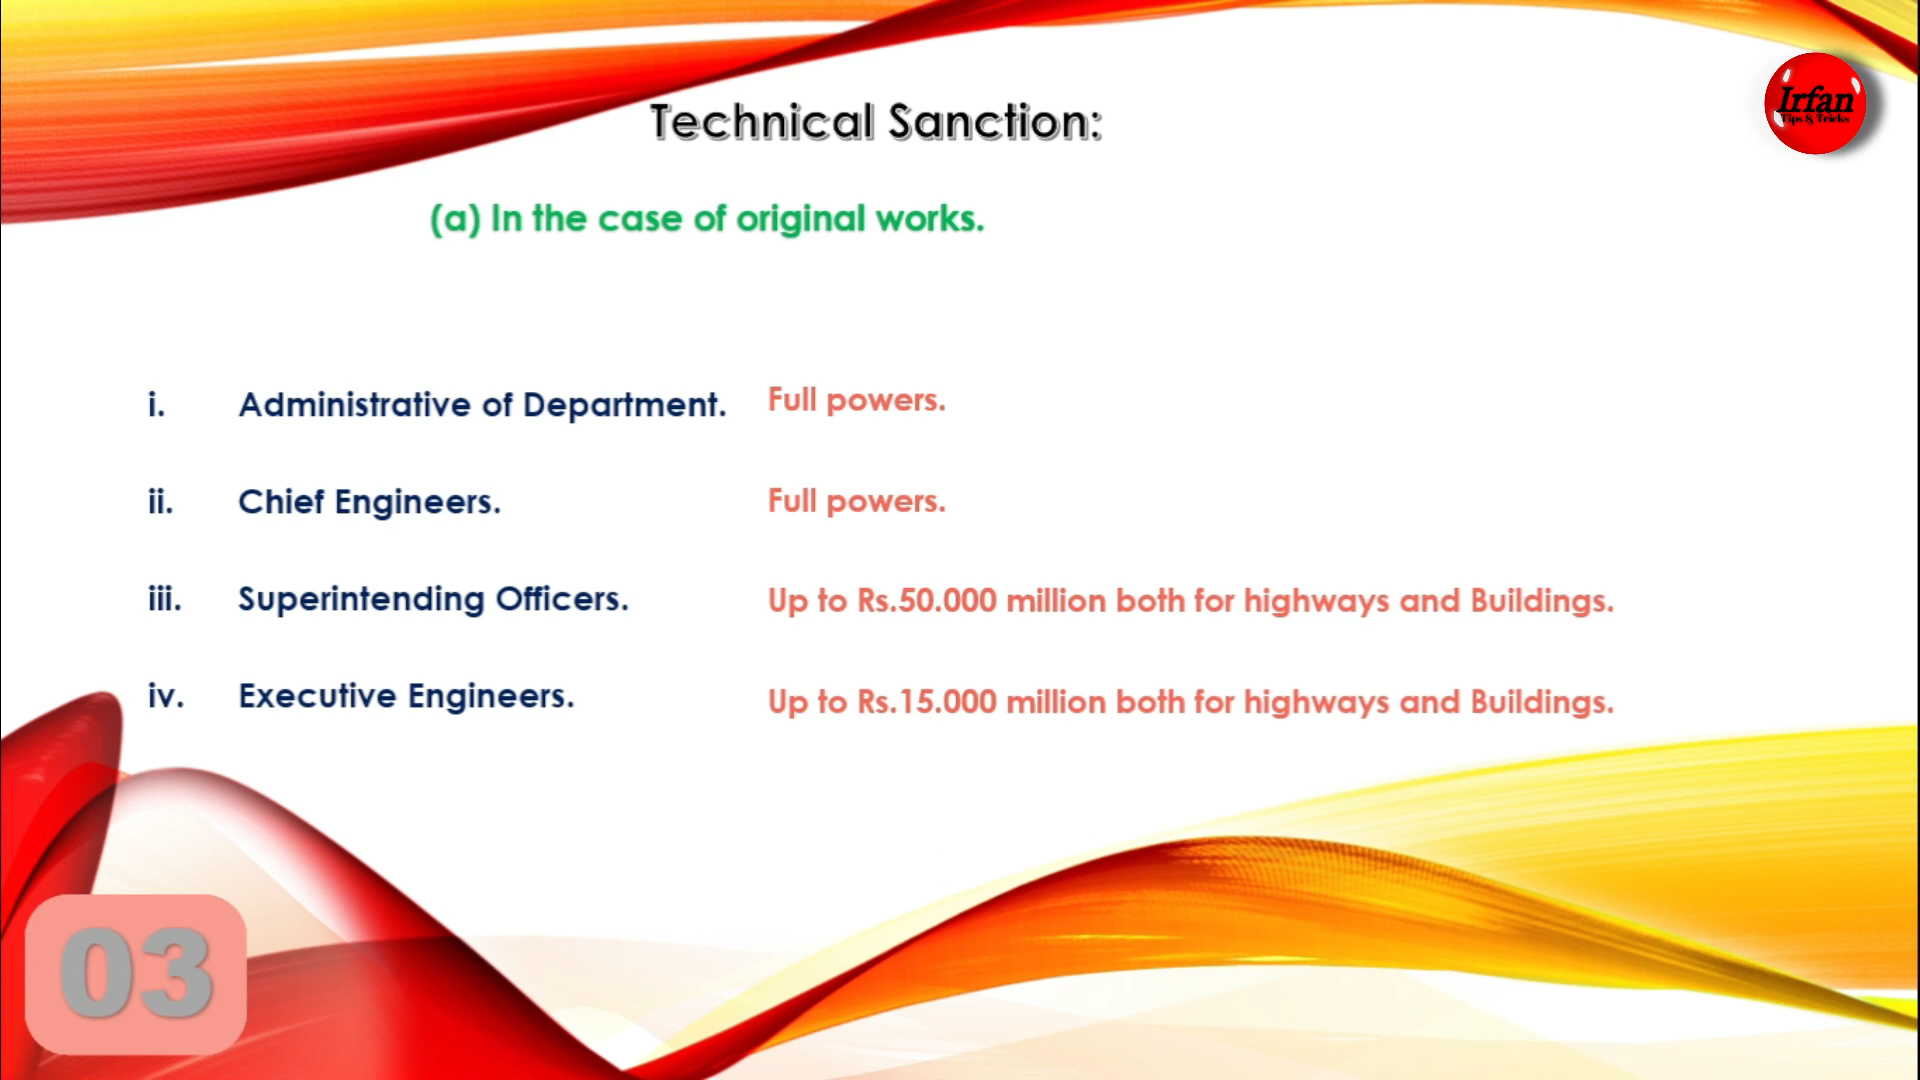 Irfan
Tips & Tricks
Technical Sanction:
(a) In the case of original works.
i. Administrative of Department. Full powers.
ii. Chief Engineers. Full powers.
iii. Superintending Officers. Up to Rs.50.000 million both for highways and Buildings.
iv. Executive Engineers. Up to Rs.15.000 million both for highways and Buildings.
03